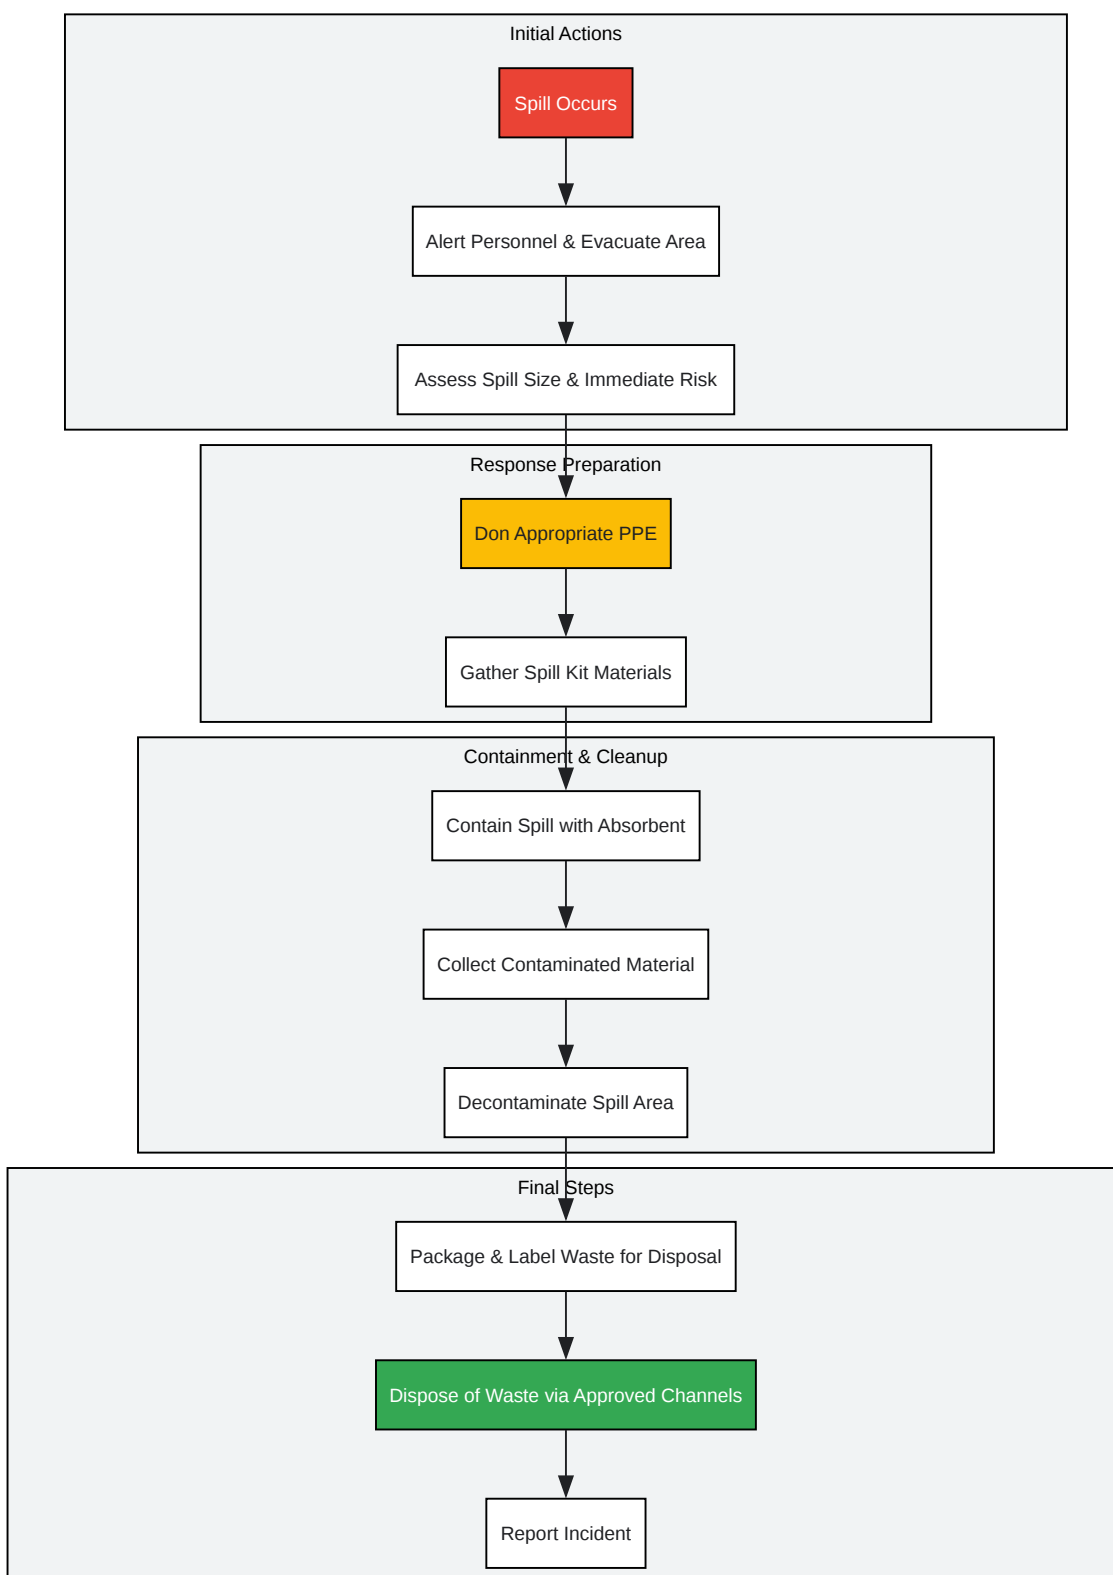 Initial Actions
Spill Occurs
Alert Personnel & Evacuate Area
Assess Spill Size & Immediate Risk
Response Preparation
Don Appropriate PPE
Gather Spill Kit Materials
Containment & Cleanup
Contain Spill with Absorbent
Collect Contaminated Material
Decontaminate Spill Area
Final Steps
Package & Label Waste for Disposal
Dispose of Waste via Approved Channels
Report Incident